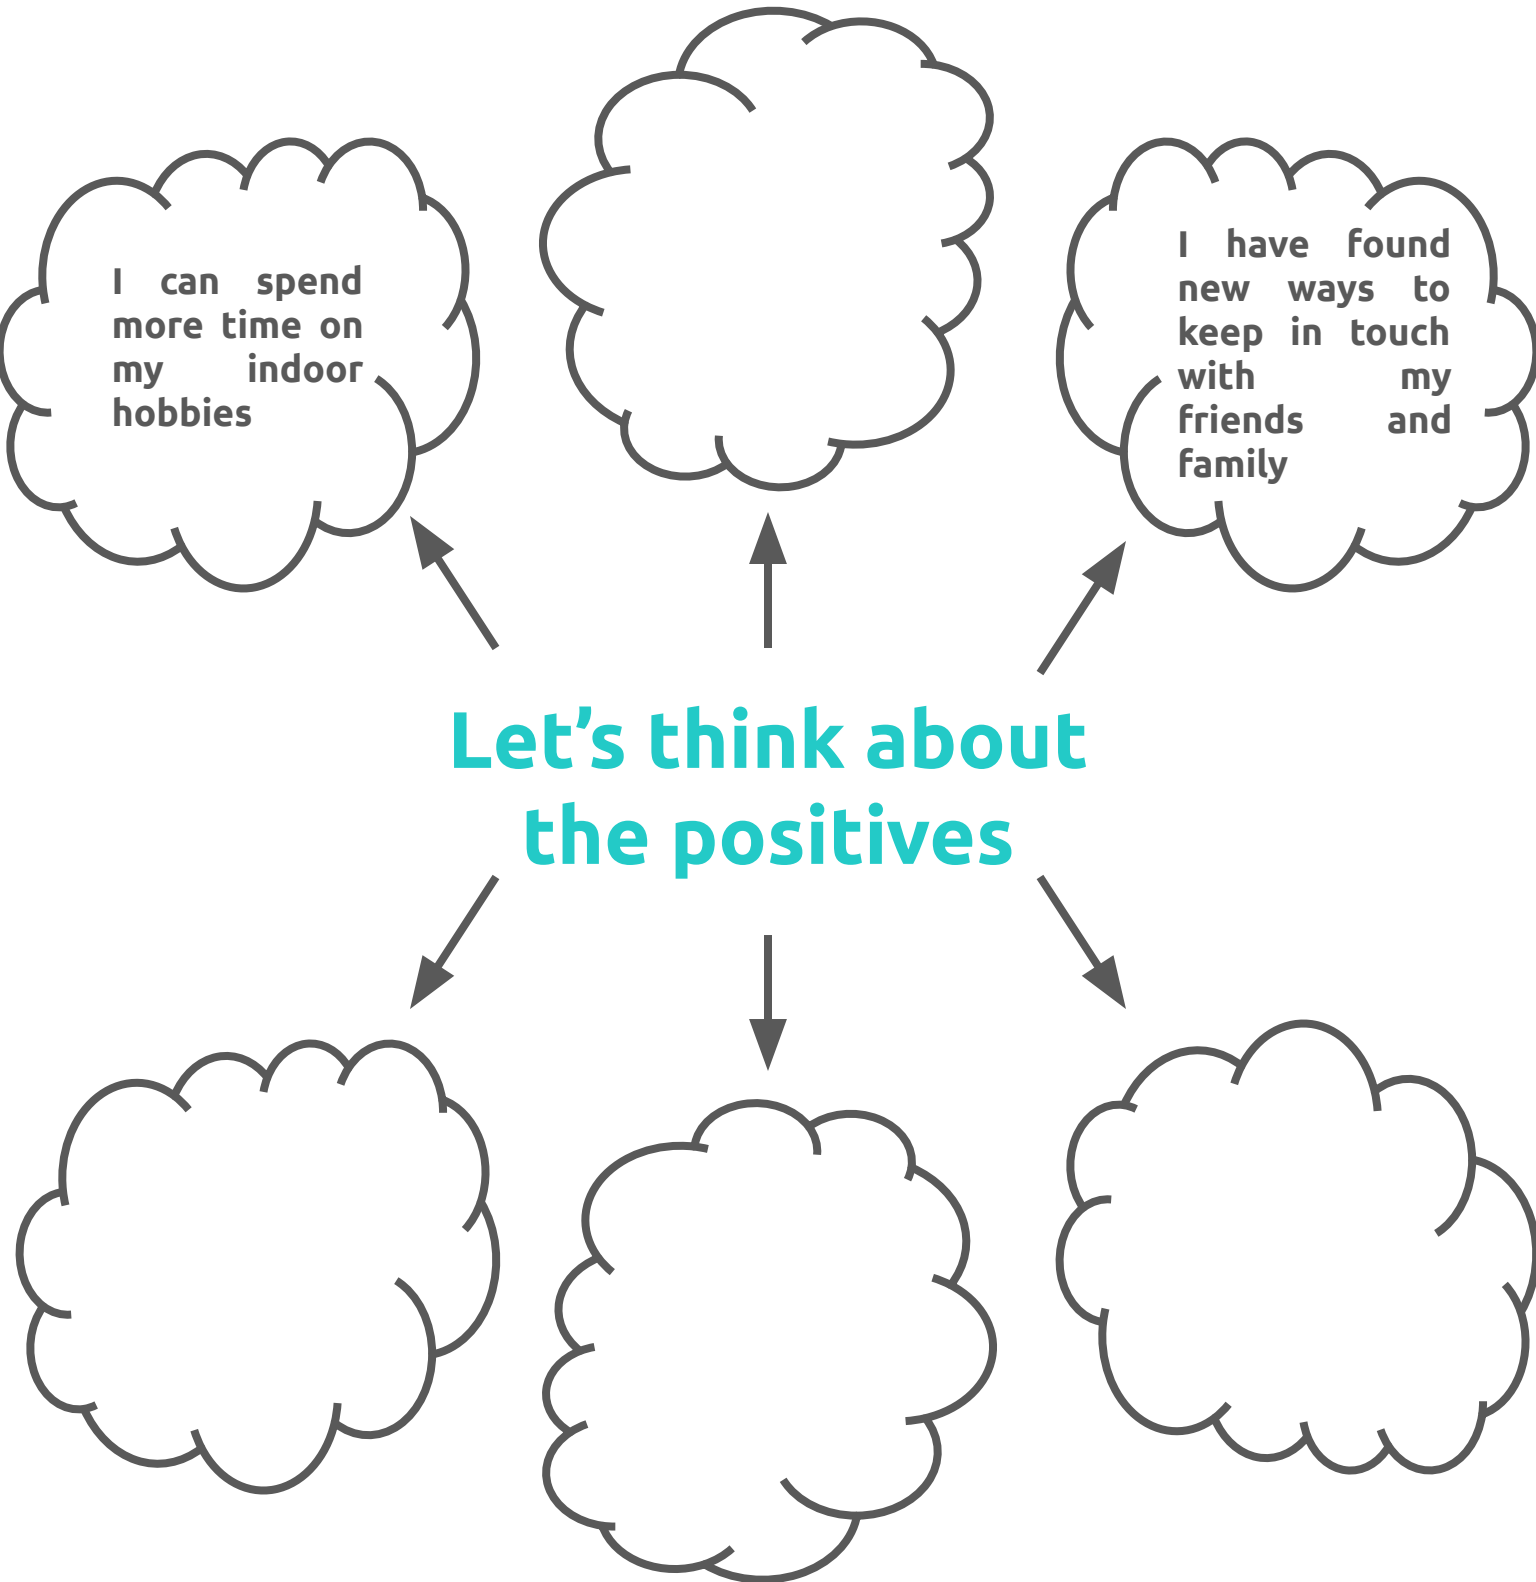 I can spend
more time on
my indoor
hobbies
I have found
new ways to
keep in touch
with my
friends and
family
Let’s think about
the positives